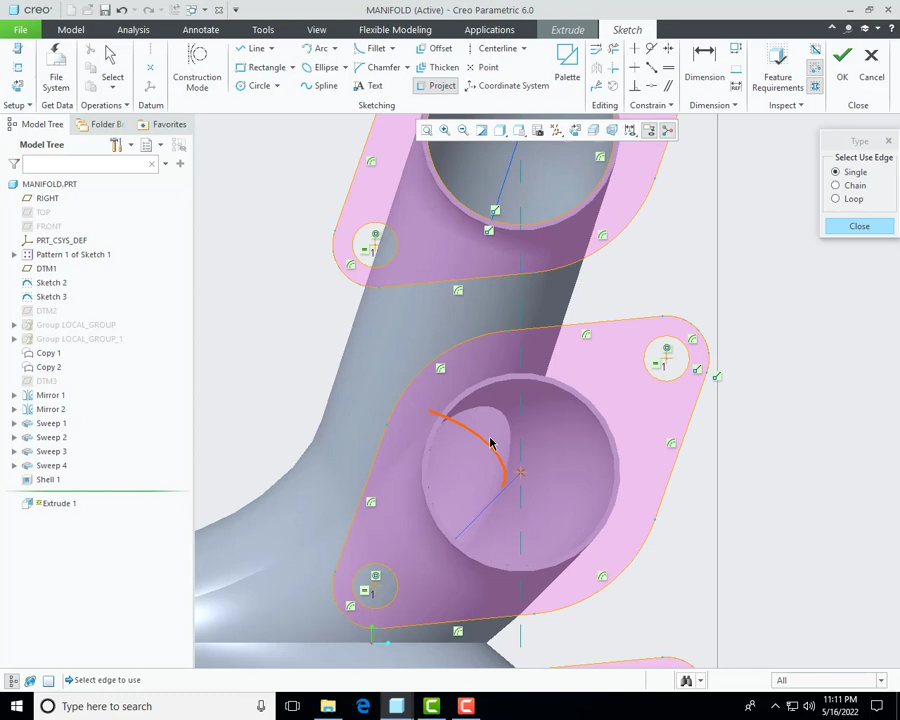 creo
MANIFOLD (Active) - Creo Parametric 6.0
File Model Analysis Annotate Tools View Flexible Modeling Applications Extrude Sketch
File System
Select
Construction Mode
Line Arc Fillet Offset Centerline
Rectangle Ellipse Chamfer Thicken Point
Circle Spline Text Project Coordinate System
Palette
Dimension
Feature Requirements
OK Cancel
Setup Get Data Operations Datum Sketching Editing Constrain Dimension Inspect Close
Model Tree Folder Br Favorites
Model Tree
MANIFOLD.PRT
RIGHT
TOP
FRONT
PRT_CSYS_DEF
Pattern 1 of Sketch 1
DTM1
Sketch 2
Sketch 3
DTM2
Group LOCAL_GROUP
Group LOCAL_GROUP_1
Copy 1
Copy 2
DTM3
Mirror 1
Mirror 2
Sweep 1
Sweep 2
Sweep 3
Sweep 4
Shell 1
Extrude 1
Type
Select Use Edge
Single
Chain
Loop
Close
1
1
1
Select edge to use
All
Type here to search
11:11 PM
5/16/2022